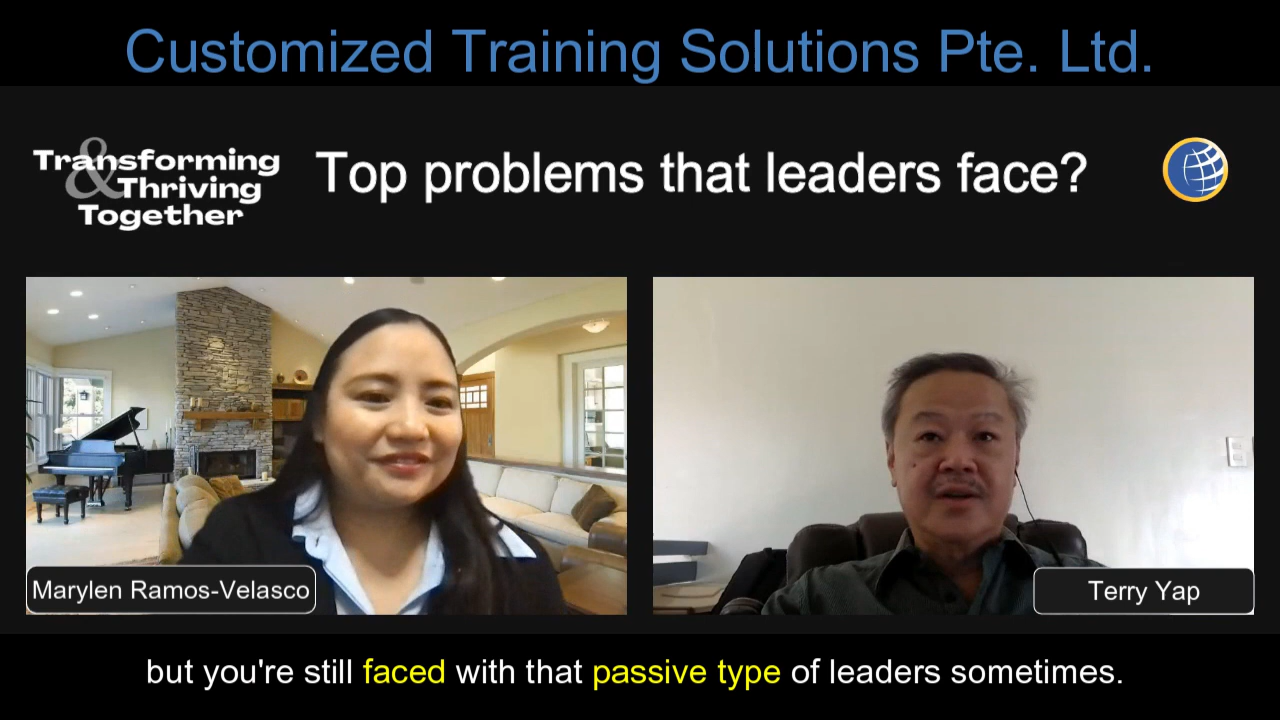 Customized Training Solutions Pte. Ltd.
Transforming
& Thriving
Together
Top problems that leaders face?
Marylen Ramos-Velasco
Terry Yap
but you're still faced with that passive type of leaders sometimes.